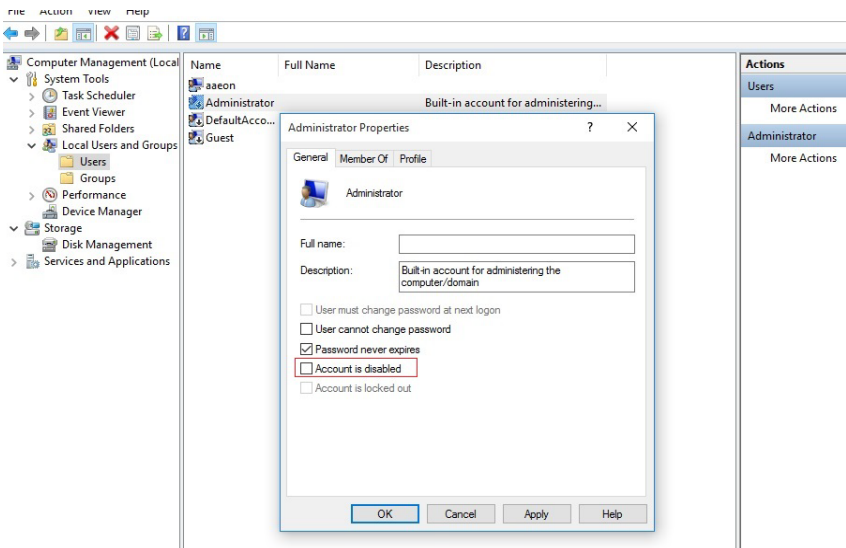 File Action View Help
Computer Management (Local
System Tools
Task Scheduler
Event Viewer
Shared Folders
Local Users and Groups
Users
Groups
Performance
Device Manager
Storage
Disk Management
Services and Applications
Name Full Name Description
aaeon
Administrator Built-in account for administering...
DefaultAcco...
Guest
Administrator Properties ? X
General Member Of Profile
Administrator
Full name:
Description: Built-in account for administering the
computer/domain
User must change password at next logon
User cannot change password
Password never expires
Account is disabled
Account is locked out
OK Cancel Apply Help
Actions
Users
More Actions
Administrator
More Actions